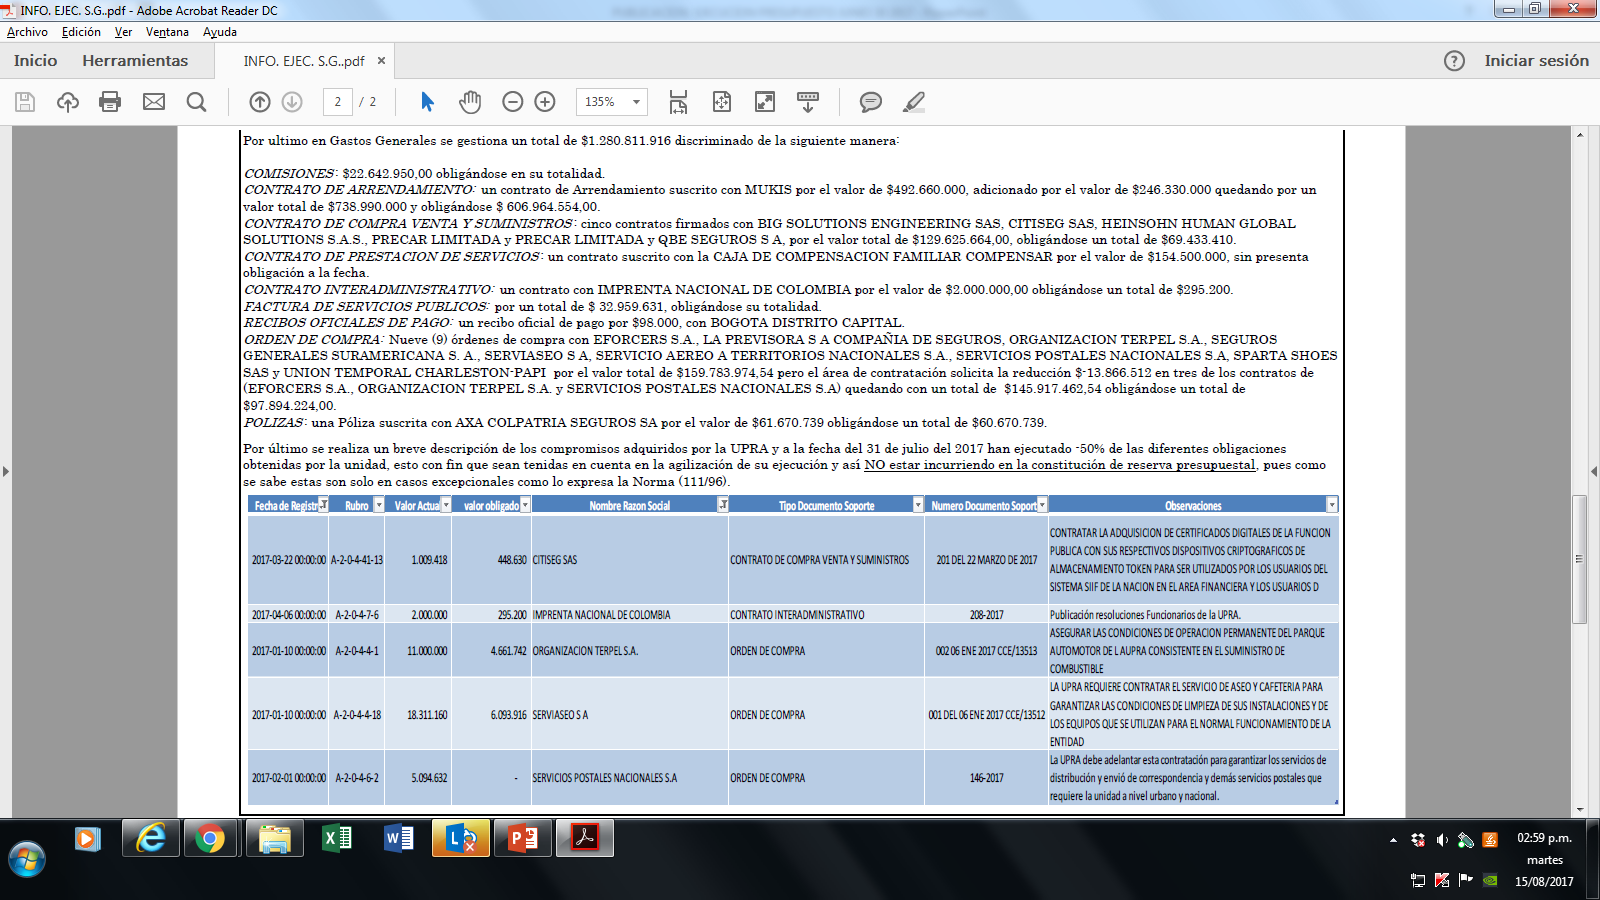 INFO. EJEC. S.G..pdf - Adobe Acrobat Reader DC
Archivo Edición Ver Ventana Ayuda
Inicio Herramientas INFO. EJEC. S.G..pdf × ? Iniciar sesión
2 / 2 135%
Por ultimo en Gastos Generales se gestiona un total de $1.280.811.916 discriminado de la siguiente manera:
COMISIONES: $22.642.950,00 obligándose en su totalidad.
CONTRATO DE ARRENDAMIENTO: un contrato de Arrendamiento suscrito con MUKIS por el valor de $492.660.000, adicionado por el valor de $246.330.000 quedando por un
valor total de $738.990.000 y obligándose $ 606.964.554,00.
CONTRATO DE COMPRA VENTA Y SUMINISTROS: cinco contratos firmados con BIG SOLUTIONS ENGINEERING SAS, CITISEG SAS, HEINSOHN HUMAN GLOBAL
SOLUTIONS S.A.S., PRECAR LIMITADA y PRECAR LIMITADA y QBE SEGUROS S A, por el valor total de $129.625.664,00, obligándose un total de $69.433.410.
CONTRATO DE PRESTACION DE SERVICIOS: un contrato suscrito con la CAJA DE COMPENSACION FAMILIAR COMPENSAR por el valor de $154.500.000, sin presenta
obligación a la fecha.
CONTRATO INTERADMINISTRATIVO: un contrato con IMPRENTA NACIONAL DE COLOMBIA por el valor de $2.000.000,00 obligándose un total de $295.200.
FACTURA DE SERVICIOS PUBLICOS: por un total de $ 32.959.631, obligándose su totalidad.
RECIBOS OFICIALES DE PAGO: un recibo oficial de pago por $98.000, con BOGOTA DISTRITO CAPITAL.
ORDEN DE COMPRA: Nueve (9) órdenes de compra con EFORCERS S.A., LA PREVISORA S A COMPAÑIA DE SEGUROS, ORGANIZACION TERPEL S.A., SEGUROS
GENERALES SURAMERICANA S. A., SERVIASEO S A, SERVICIO AEREO A TERRITORIOS NACIONALES S.A., SERVICIOS POSTALES NACIONALES S.A, SPARTA SHOES
SAS y UNION TEMPORAL CHARLESTON-PAPI por el valor total de $159.783.974,54 pero el área de contratación solicita la reducción $-13.866.512 en tres de los contratos de
(EFORCERS S.A., ORGANIZACION TERPEL S.A. y SERVICIOS POSTALES NACIONALES S.A) quedando con un total de $145.917.462,54 obligándose un total de
$97.894.224,00.
POLIZAS: una Póliza suscrita con AXA COLPATRIA SEGUROS SA por el valor de $61.670.739 obligándose un total de $60.670.739.
Por último se realiza un breve descripción de los compromisos adquiridos por la UPRA y a la fecha del 31 de julio del 2017 han ejecutado -50% de las diferentes obligaciones
obtenidas por la unidad, esto con fin que sean tenidas en cuenta en la agilización de su ejecución y así NO estar incurriendo en la constitución de reserva presupuestal, pues como
se sabe estas son solo en casos excepcionales como lo expresa la Norma (111/96).
Fecha de Registr Rubro Valor Actua valor obligado Nombre Razon Social Tipo Documento Soporte Numero Documento Soport Observaciones
2017-03-22 00:00:00 A-2-0-4-41-13 1.009.418 448.630 CITISEG SAS CONTRATO DE COMPRA VENTA Y SUMINISTROS 201 DEL 22 MARZO DE 2017 CONTRATAR LA ADQUISICION DE CERTIFICADOS DIGITALES DE LA FUNCION
PUBLICA CON SUS RESPECTIVOS DISPOSITIVOS CRIPTOGRAFICOS DE
ALMACENAMIENTO TOKEN PARA SER UTILIZADOS POR LOS USUARIOS DEL
SISTEMA SIIF DE LA NACION EN EL AREA FINANCIERA Y LOS USUARIOS D
2017-04-06 00:00:00 A-2-0-4-7-6 2.000.000 295.200 IMPRENTA NACIONAL DE COLOMBIA CONTRATO INTERADMINISTRATIVO 208-2017 Publicación resoluciones Funcionarios de la UPRA.
2017-01-10 00:00:00 A-2-0-4-4-1 11.000.000 4.661.742 ORGANIZACION TERPEL S.A. ORDEN DE COMPRA 002 06 ENE 2017 CCE/13513 ASEGURAR LAS CONDICIONES DE OPERACION PERMANENTE DEL PARQUE
AUTOMOTOR DE L AUPRA CONSISTENTE EN EL SUMINISTRO DE
COMBUSTIBLE
2017-01-10 00:00:00 A-2-0-4-4-18 18.311.160 6.093.916 SERVIASEO S A ORDEN DE COMPRA 001 DEL 06 ENE 2017 CCE/13512 LA UPRA REQUIERE CONTRATAR EL SERVICIO DE ASEO Y CAFETERIA PARA
GARANTIZAR LAS CONDICIONES DE LIMPIEZA DE SUS INSTALACIONES Y DE
LOS EQUIPOS QUE SE UTILIZAN PARA EL NORMAL FUNCIONAMIENTO DE LA
ENTIDAD
2017-02-01 00:00:00 A-2-0-4-6-2 5.094.632 - SERVICIOS POSTALES NACIONALES S.A ORDEN DE COMPRA 146-2017 La UPRA debe adelantar esta contratación para garantizar los servicios de
distribución y envió de correspondencia y demás servicios postales que
requiere la unidad a nivel urbano y nacional.
02:59 p.m.
martes
15/08/2017